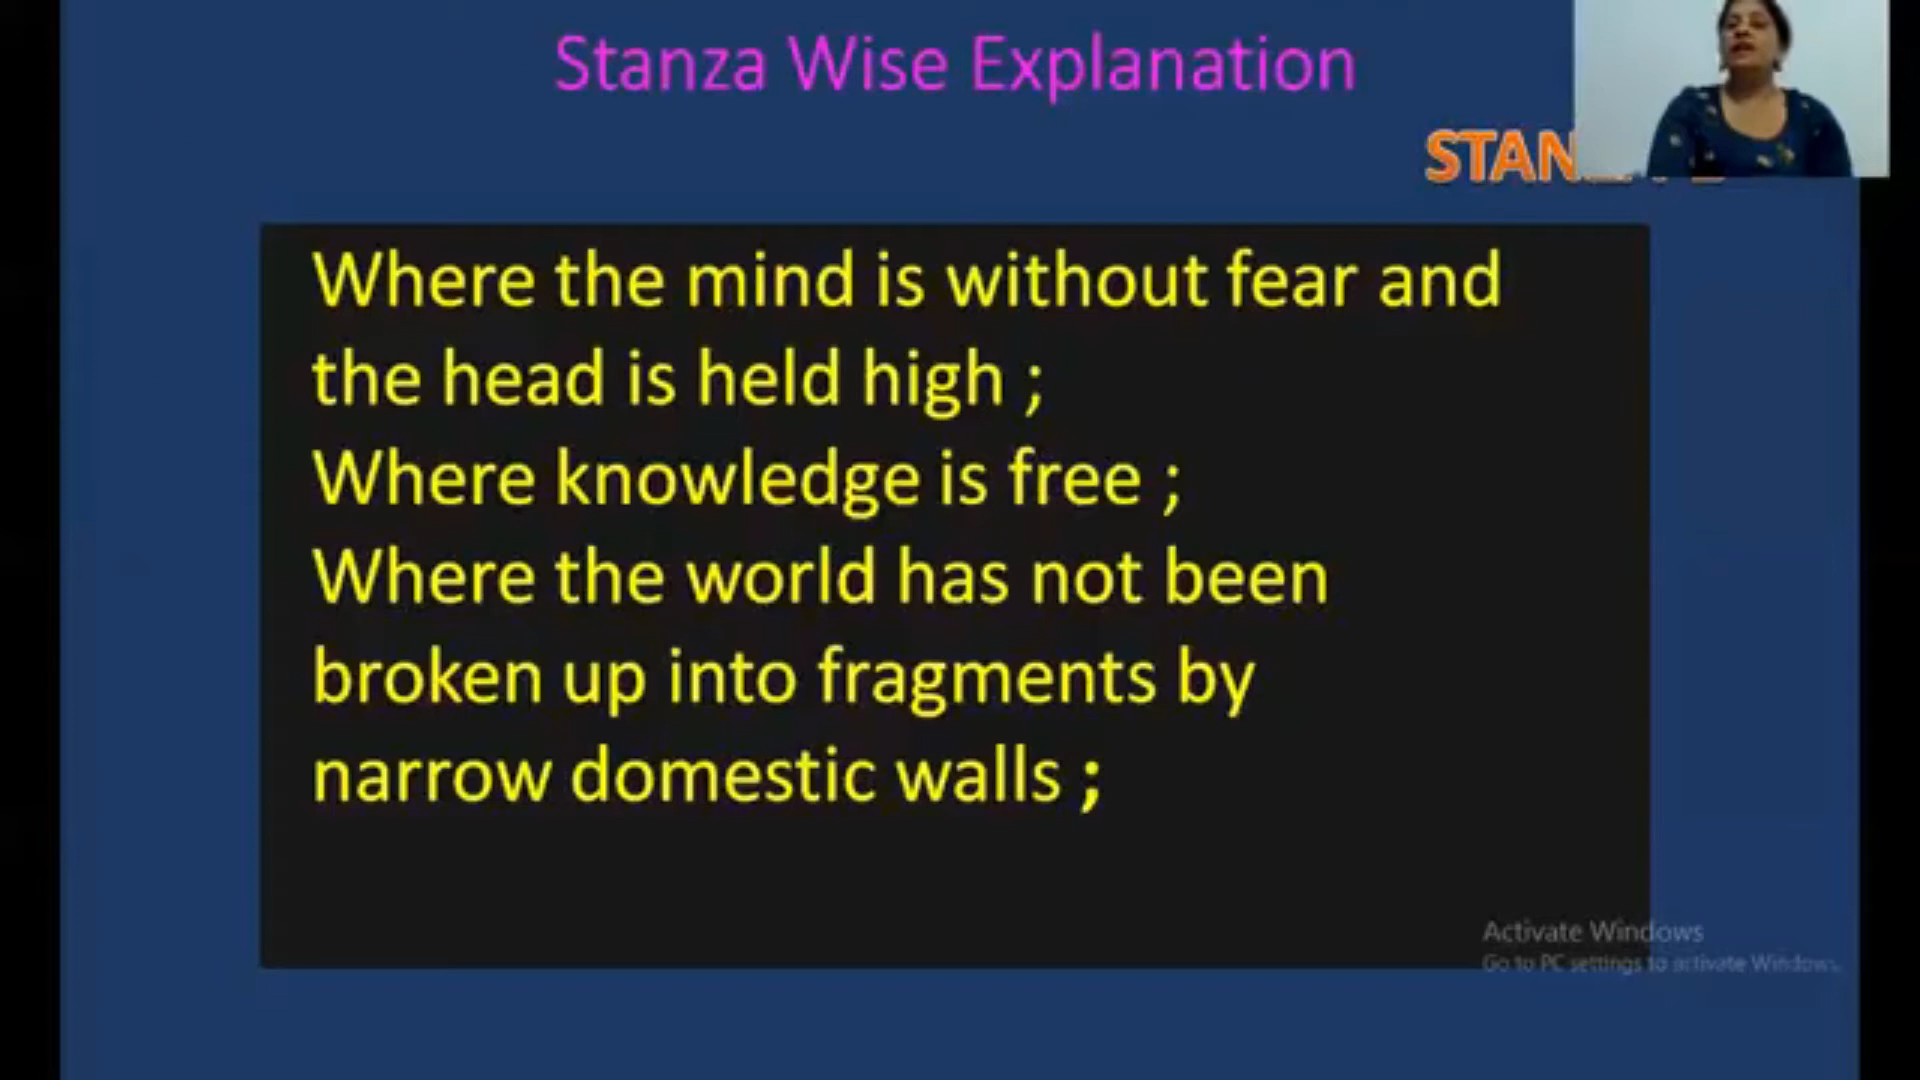 Stanza Wise Explanation
Where the mind is without fear and
the head is held high ;
Where knowledge is free ;
Where the world has not been
broken up into fragments by
narrow domestic walls ;
Activate Windows
Go to PC settings to activate Windows.